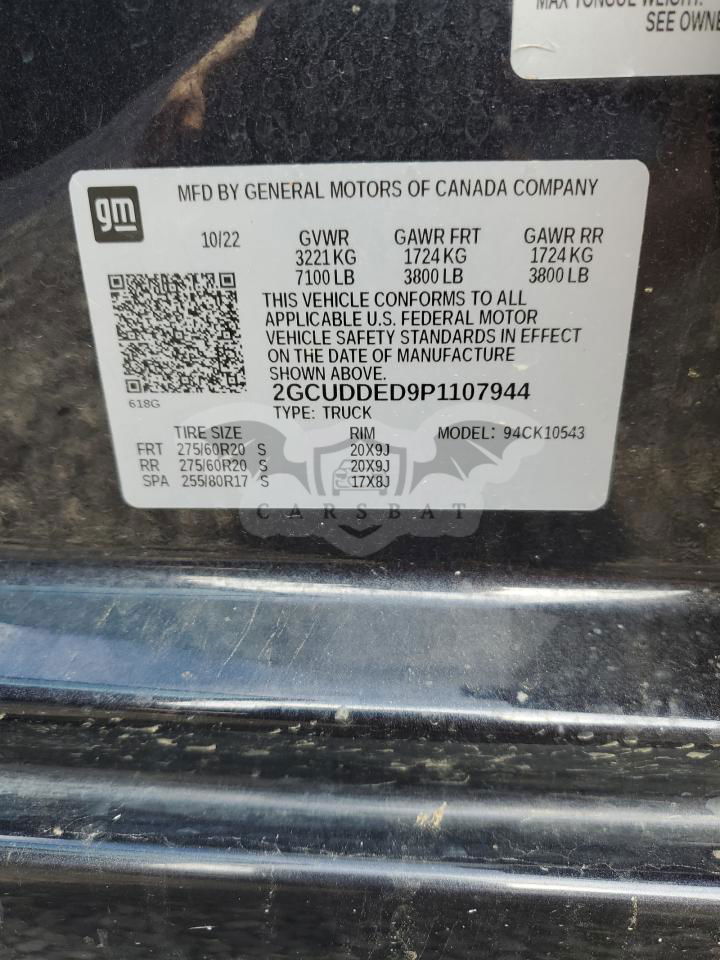 MAX TONGUE WEIGHT:
SEE OWNE
gm
MFD BY GENERAL MOTORS OF CANADA COMPANY
10/22 GVWR GAWR FRT GAWR RR
3221 KG 1724 KG 1724 KG
7100 LB 3800 LB 3800 LB
THIS VEHICLE CONFORMS TO ALL
APPLICABLE U.S. FEDERAL MOTOR
VEHICLE SAFETY STANDARDS IN EFFECT
ON THE DATE OF MANUFACTURE
SHOWN ABOVE.
618G
2GCUDDED9P1107944
TYPE: TRUCK
TIRE SIZE RIM MODEL: 94CK10543
FRT 275/60R20 S 20X9J
RR 275/60R20 S 20X9J
SPA 255/80R17 S 17X8J
CARSBAT